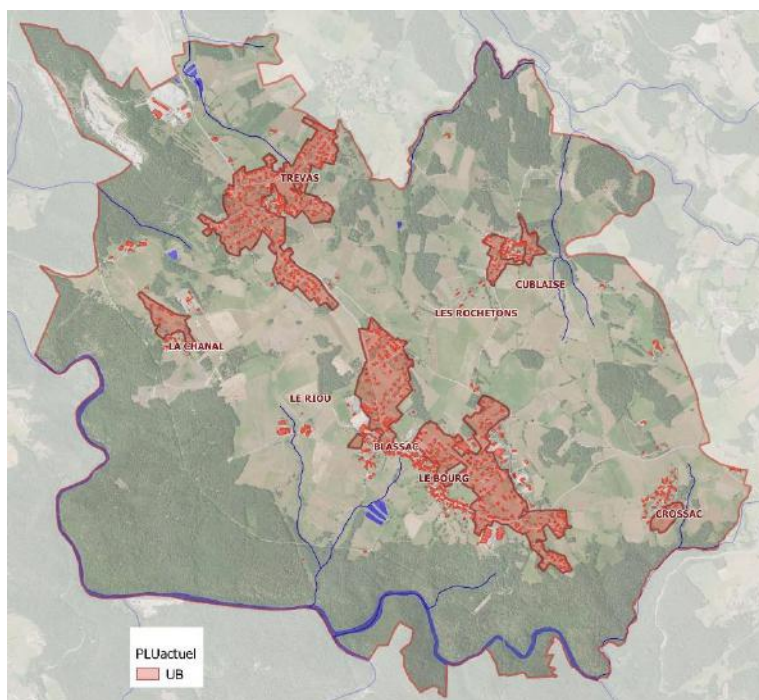 TREVAS
CUBLAISE
LES ROCHETONS
LA CHANAL
LE RIOU
BLASSAC
LE BOURG
CROSSAC
PLUactuel
UB